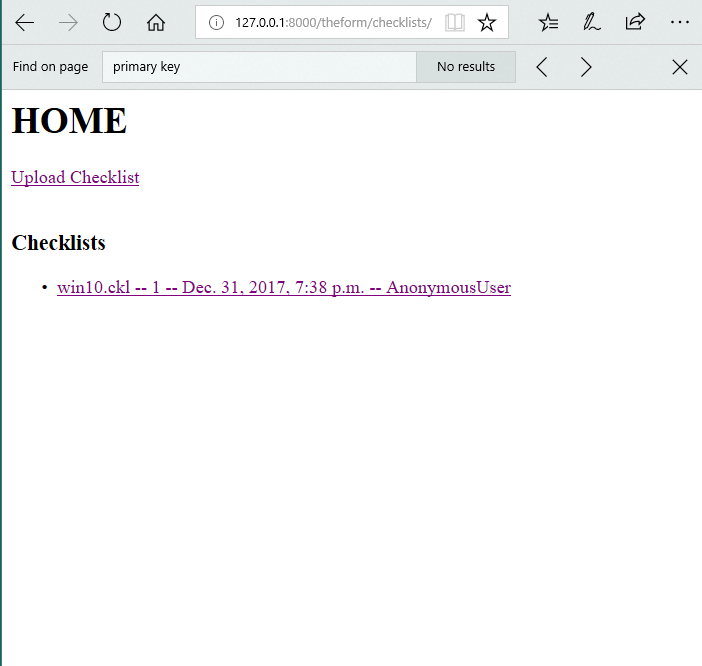 127.0.0.1:8000/theform/checklists/
Find on page primary key No results
HOME
Upload Checklist
Checklists
• win10.ckl -- 1 -- Dec. 31, 2017, 7:38 p.m. -- AnonymousUser